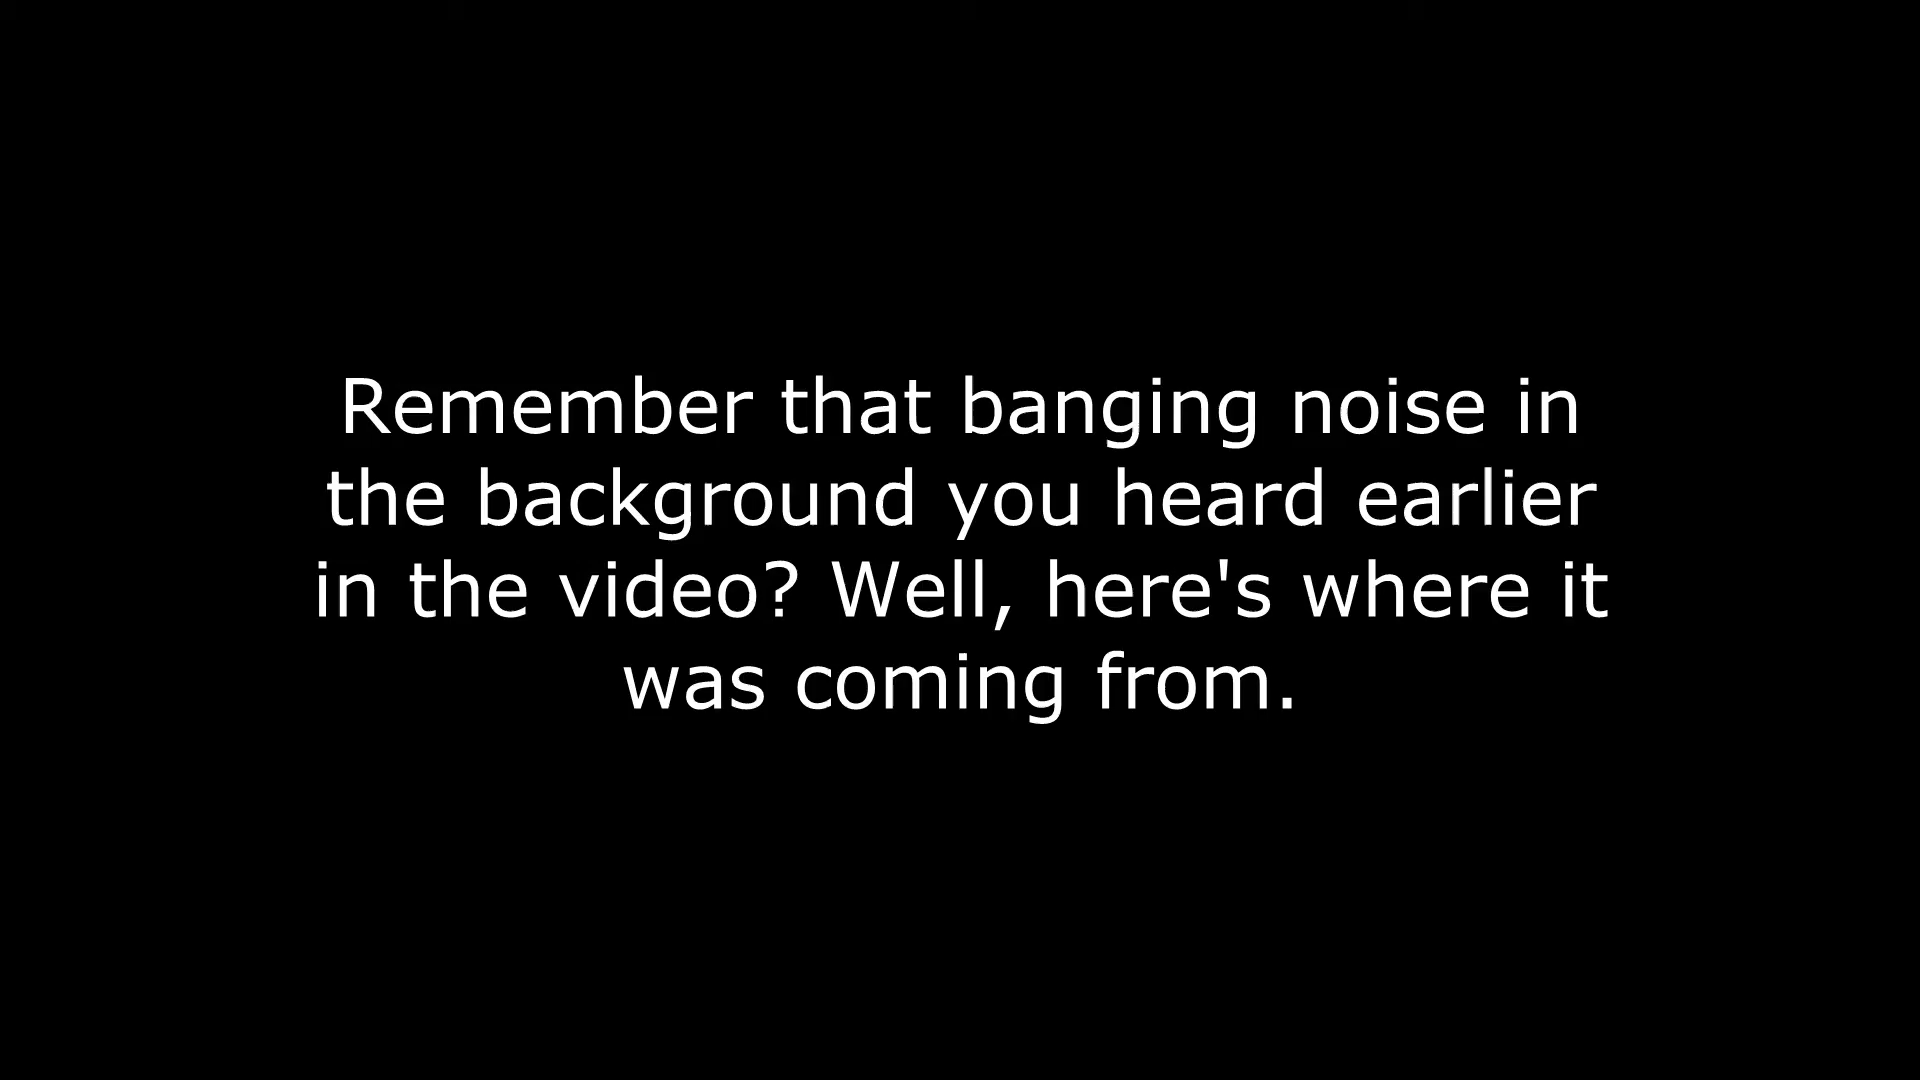 Remember that banging noise in
the background you heard earlier
in the video? Well, here's where it
was coming from.